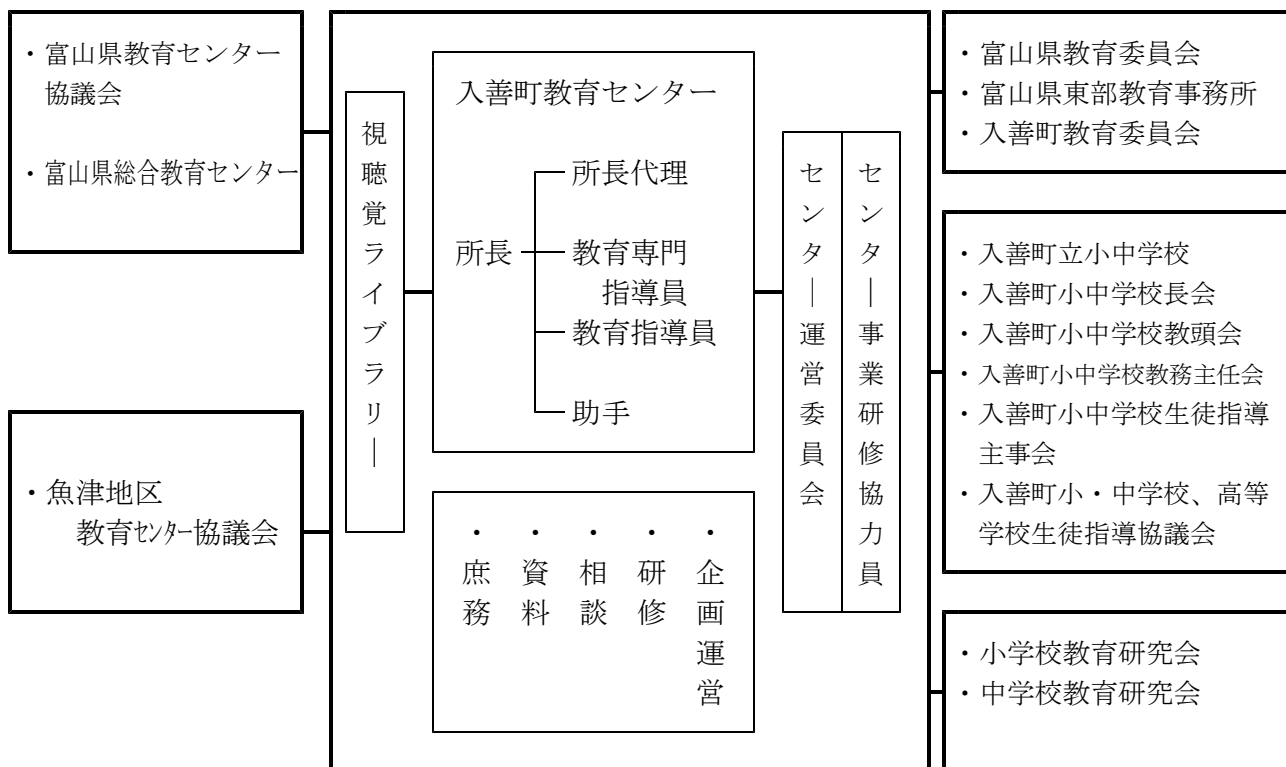 ・富山県教育センター
協議会
・富山県総合教育センター
・魚津地区
教育センター協議会
視聴覚ライブラリー
入善町教育センター
所長
所長代理
教育専門
指導員
教育指導員
助手
・企画運営
・研修
・相談
・資料
・庶務
センター事業研修協力員
センター運営委員会
・富山県教育委員会
・富山県東部教育事務所
・入善町教育委員会
・入善町立小中学校
・入善町小中学校長会
・入善町小中学校教頭会
・入善町小中学校教務主任会
・入善町小中学校生徒指導
主事会
・入善町小・中学校、高等
学校生徒指導協議会
・小学校教育研究会
・中学校教育研究会